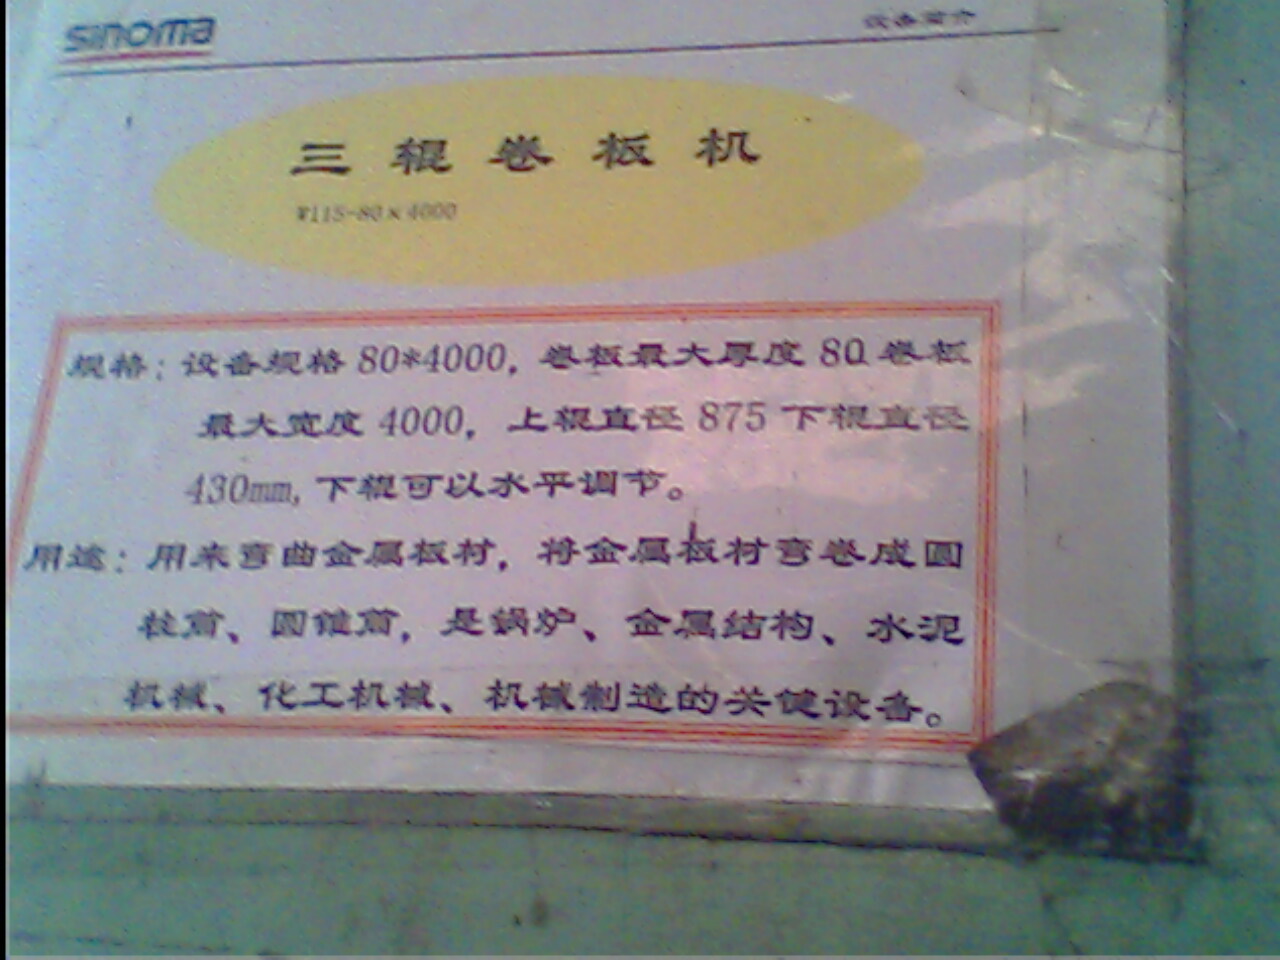 sinoma
设备简介
三辊卷板机
W11S-80×4000
规格：设备规格 80*4000，卷板最大厚度 80 卷板
最大宽度 4000，上辊直径 875 下辊直径
430mm,下辊可以水平调节。
用途：用来弯曲金属板材，将金属板材弯卷成圆
柱筒、圆锥筒，是锅炉、金属结构、水泥
机械、化工机械、机械制造的关健设备。